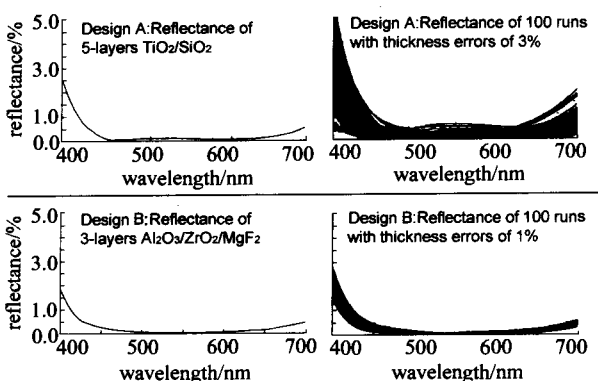 Design A:Reflectance of
5-layers TiO₂/SiO₂
reflectance/%
5.0
3.0
1.0
0.0
400 500 600 700
wavelength/nm
Design A:Reflectance of 100 runs
with thickness errors of 3%
400 500 600 700
wavelength/nm
Design B:Reflectance of
3-layers Al₂O₃/ZrO₂/MgF₂
reflectance/%
5.0
3.0
1.0
0.0
400 500 600 700
wavelength/nm
Design B:Reflectance of 100 runs
with thickness errors of 1%
400 500 600 700
wavelength/nm